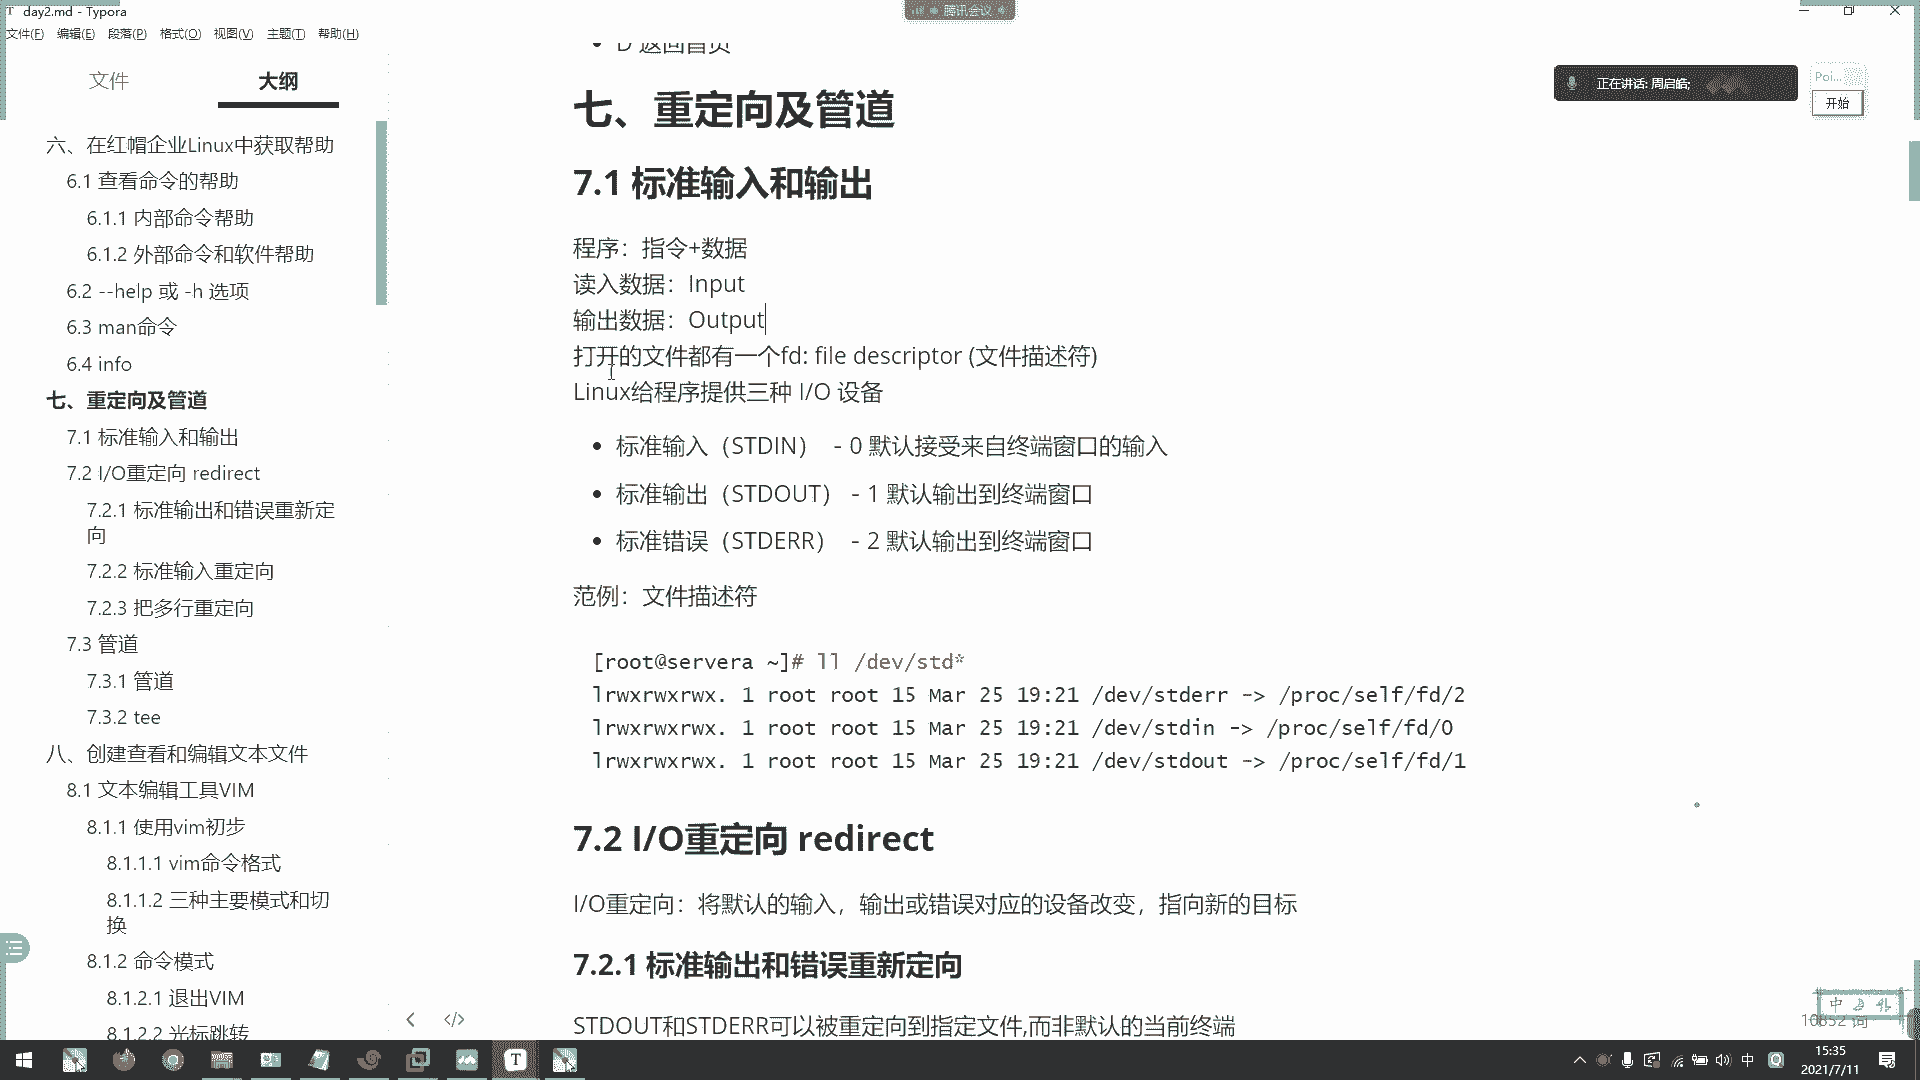 day2.md - Typora
腾讯会议
文件(F) 编辑(E) 段落(P) 格式(O) 视图(V) 主题(T) 帮助(H)
文件 大纲
六、在红帽企业Linux中获取帮助
6.1 查看命令的帮助
6.1.1 内部命令帮助
6.1.2 外部命令和软件帮助
6.2 --help 或 -h 选项
6.3 man命令
6.4 info
七、重定向及管道
7.1 标准输入和输出
7.2 I/O重定向 redirect
7.2.1 标准输出和错误重新定
向
7.2.2 标准输入重定向
7.2.3 把多行重定向
7.3 管道
7.3.1 管道
7.3.2 tee
八、创建查看和编辑文本文件
8.1 文本编辑工具VIM
8.1.1 使用vim初步
8.1.1.1 vim命令格式
8.1.1.2 三种主要模式和切
换
8.1.2 命令模式
8.1.2.1 退出VIM
8.1.2.2 光标跳转
D 返回首页
七、重定向及管道
7.1 标准输入和输出
程序：指令+数据
读入数据：Input
输出数据：Output
打开的文件都有一个fd: file descriptor (文件描述符)
Linux给程序提供三种 I/O 设备
• 标准输入（STDIN） - 0 默认接受来自终端窗口的输入
• 标准输出（STDOUT） - 1 默认输出到终端窗口
• 标准错误（STDERR） - 2 默认输出到终端窗口
范例：文件描述符
[root@servera ~]# ll /dev/std*
lrwxrwxrwx. 1 root root 15 Mar 25 19:21 /dev/stderr -> /proc/self/fd/2
lrwxrwxrwx. 1 root root 15 Mar 25 19:21 /dev/stdin -> /proc/self/fd/0
lrwxrwxrwx. 1 root root 15 Mar 25 19:21 /dev/stdout -> /proc/self/fd/1
7.2 I/O重定向 redirect
I/O重定向：将默认的输入，输出或错误对应的设备改变，指向新的目标
7.2.1 标准输出和错误重新定向
STDOUT和STDERR可以被重定向到指定文件,而非默认的当前终端
正在讲话: 周启皓;
Poi...
开始
中
10852 词
中
15:35
2021/7/11